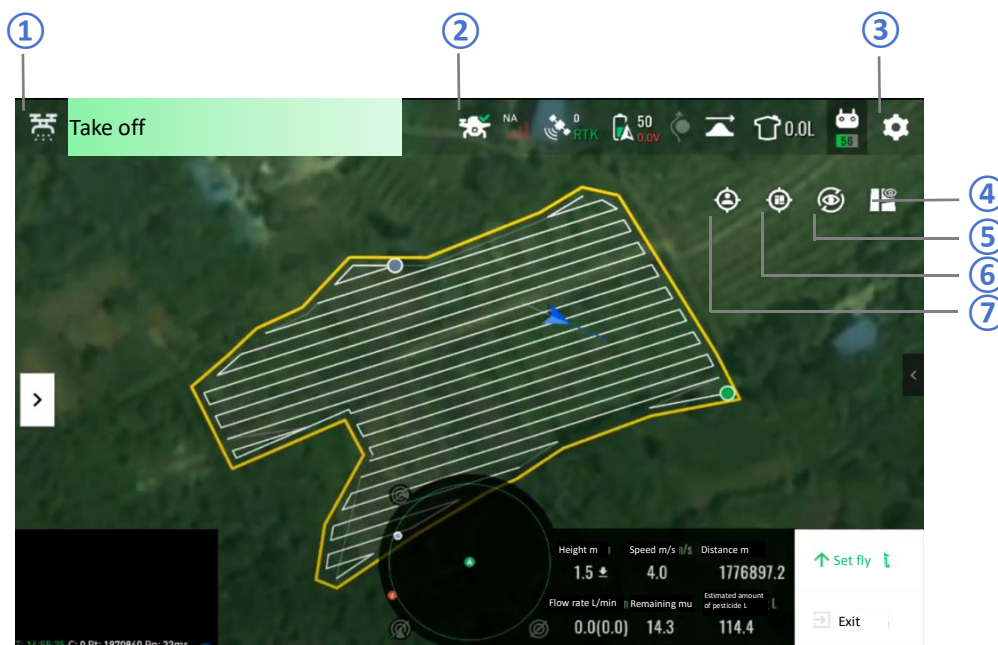 ① ② ③
Take off
NA
0
RTK
50
0.0V
0.0L
56
④
⑤
⑥
⑦
Height m Speed m/s Distance m
1.5 4.0 1776897.2
Flow rate L/min Remaining mu Estimated amount
of pesticide L
0.0(0.0) 14.3 114.4
Set fly
Exit